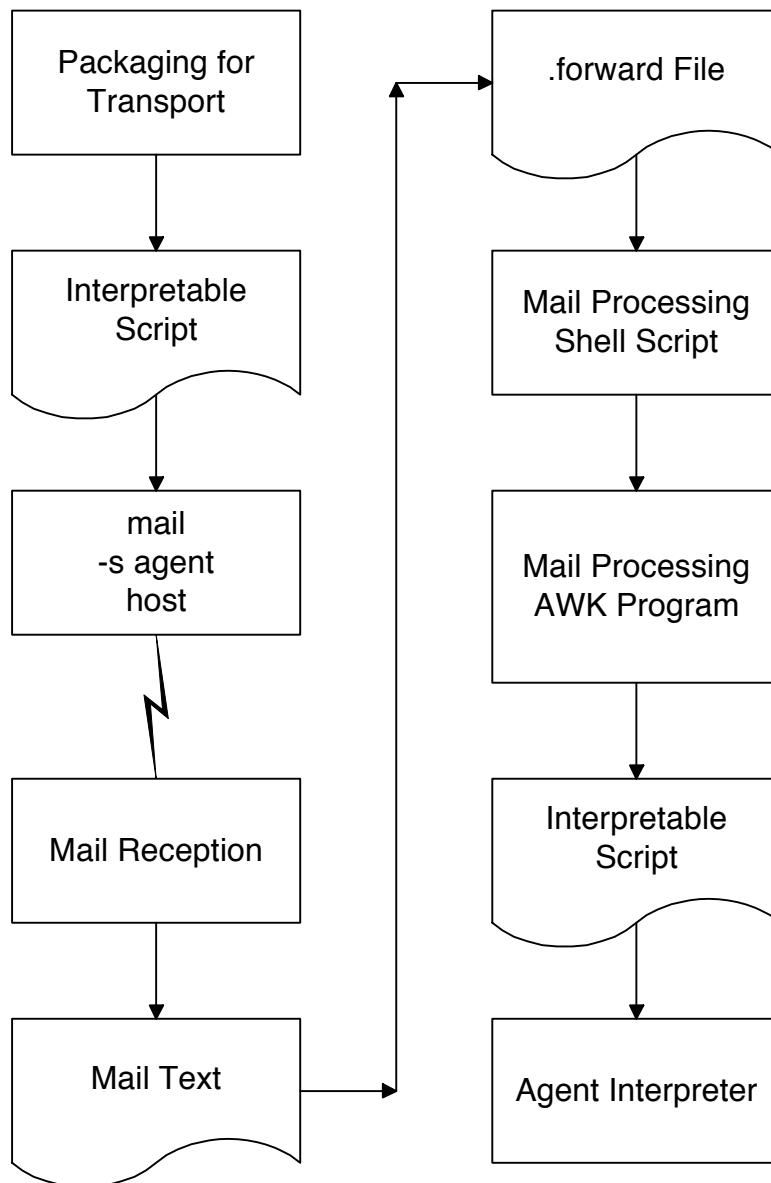 Packaging for
Transport
Interpretable
Script
mail
-s agent
host
Mail Reception
Mail Text
.forward File
Mail Processing
Shell Script
Mail Processing
AWK Program
Interpretable
Script
Agent Interpreter